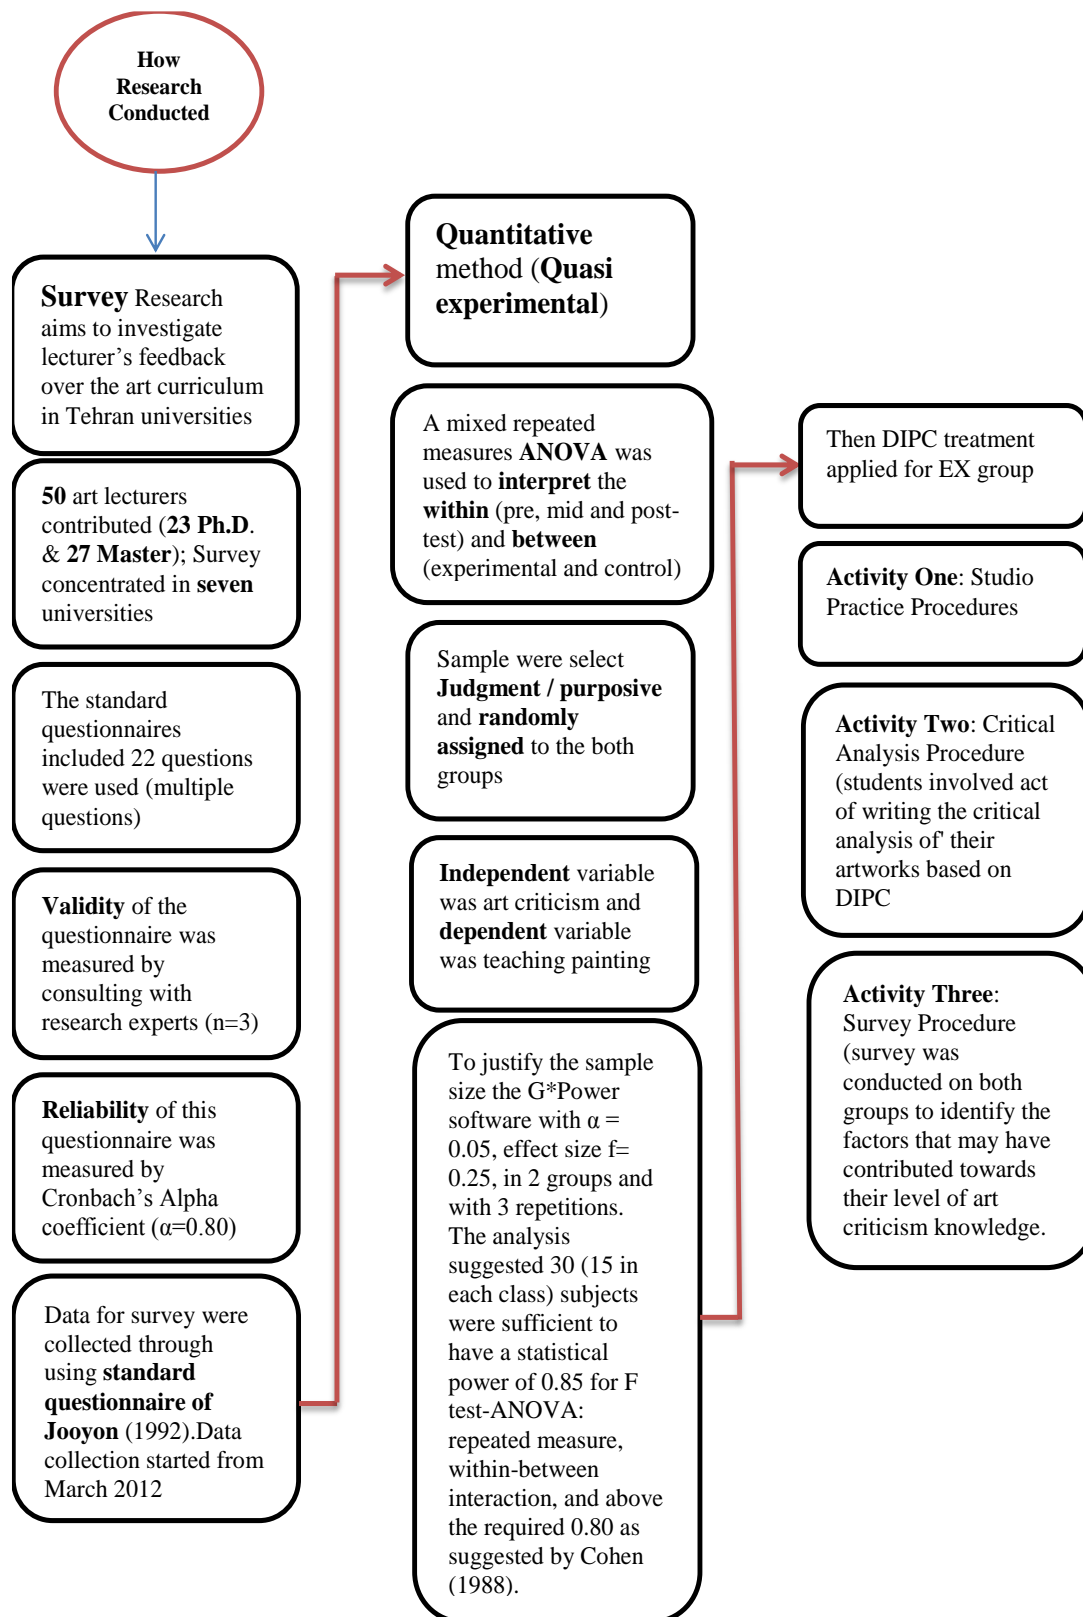 How
Research
Conducted
Survey Research
aims to investigate
lecturer’s feedback
over the art curriculum
in Tehran universities
50 art lecturers
contributed (23 Ph.D.
& 27 Master); Survey
concentrated in seven
universities
The standard
questionnaires
included 22 questions
were used (multiple
questions)
Validity of the
questionnaire was
measured by
consulting with
research experts (n=3)
Reliability of this
questionnaire was
measured by
Cronbach’s Alpha
coefficient (α=0.80)
Data for survey were
collected through
using standard
questionnaire of
Jooyon (1992).Data
collection started from
March 2012
Quantitative
method (Quasi
experimental)
A mixed repeated
measures ANOVA was
used to interpret the
within (pre, mid and post-
test) and between
(experimental and control)
Sample were select
Judgment / purposive
and randomly
assigned to the both
groups
Independent variable
was art criticism and
dependent variable
was teaching painting
To justify the sample
size the G*Power
software with α =
0.05, effect size f=
0.25, in 2 groups and
with 3 repetitions.
The analysis
suggested 30 (15 in
each class) subjects
were sufficient to
have a statistical
power of 0.85 for F
test-ANOVA:
repeated measure,
within-between
interaction, and above
the required 0.80 as
suggested by Cohen
(1988).
Then DIPC treatment
applied for EX group
Activity One: Studio
Practice Procedures
Activity Two: Critical
Analysis Procedure
(students involved act
of writing the critical
analysis of' their
artworks based on
DIPC
Activity Three:
Survey Procedure
(survey was
conducted on both
groups to identify the
factors that may have
contributed towards
their level of art
criticism knowledge.